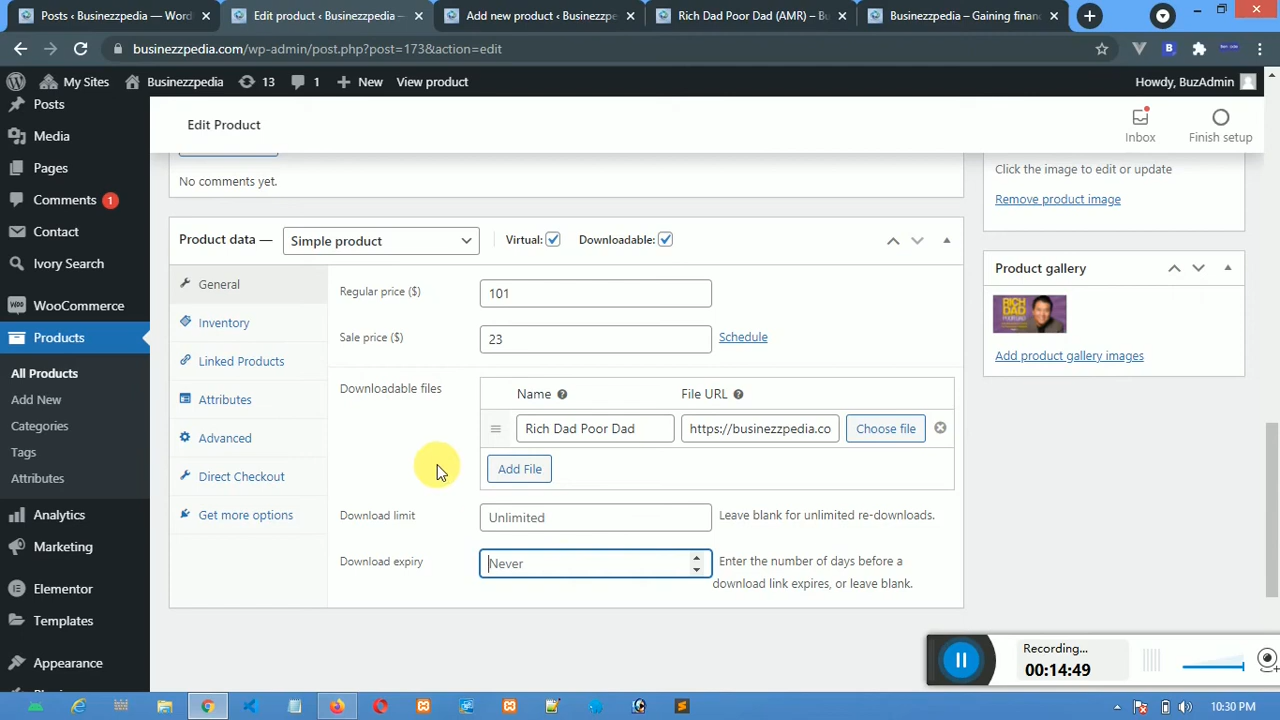 Posts ‹ Businezzpedia — Word
Edit product ‹ Businezzpedia —
Add new product ‹ Businezzpe
Rich Dad Poor Dad (AMR) – Bu
Businezzpedia – Gaining financ
businezzpedia.com/wp-admin/post.php?post=173&action=edit
My Sites
Businezzpedia
13
1
New
View product
Howdy, BuzAdmin
Posts
Media
Pages
Comments 1
Contact
Ivory Search
WooCommerce
Products
All Products
Add New
Categories
Tags
Attributes
Analytics
Marketing
Elementor
Templates
Appearance
Edit Product
Inbox
Finish setup
No comments yet.
Click the image to edit or update
Remove product image
Product data — Simple product Virtual: Downloadable:
General
Inventory
Linked Products
Attributes
Advanced
Direct Checkout
Get more options
Regular price ($) 101
Sale price ($) 23 Schedule
Downloadable files
Name File URL
Rich Dad Poor Dad https://businezzpedia.co Choose file
Add File
Download limit Unlimited Leave blank for unlimited re-downloads.
Download expiry Never Enter the number of days before a
download link expires, or leave blank.
Product gallery
RICH
DAD
Add product gallery images
Recording...
00:14:49
10:30 PM